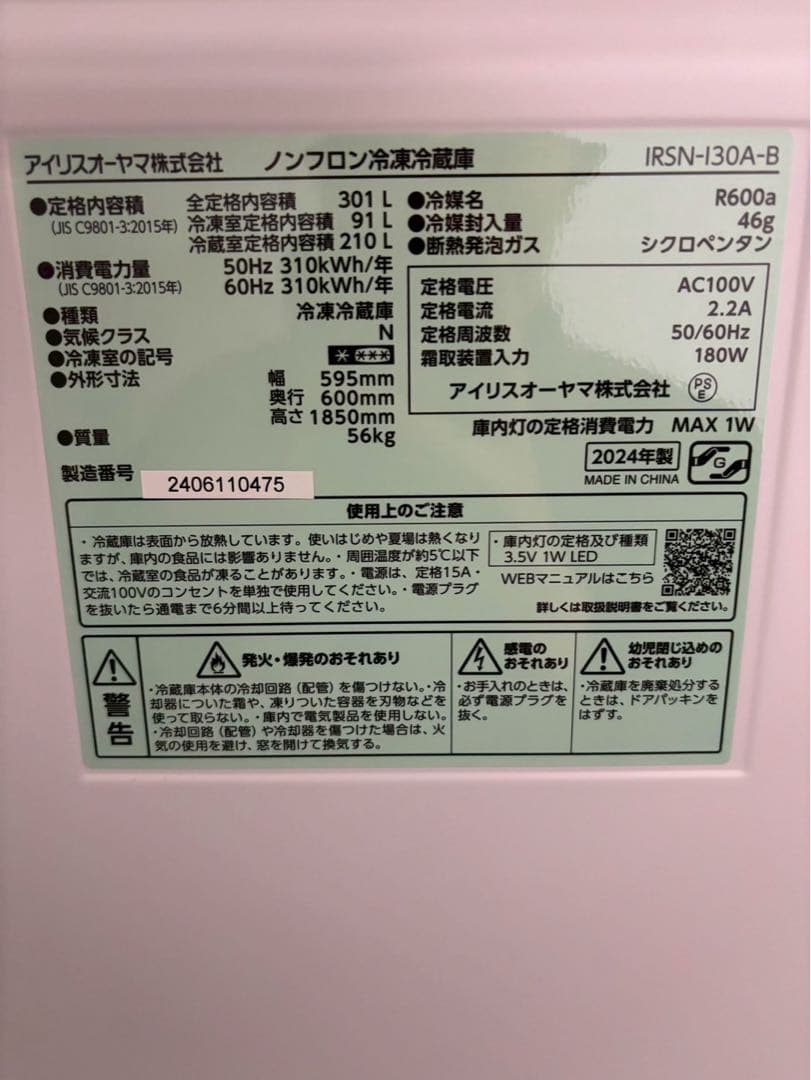 アイリスオーヤマ株式会社 ノンフロン冷凍冷蔵庫 IRSN-I30A-B
●定格内容積 全定格内容積 301 L
(JIS C9801-3:2015年) 冷凍室定格内容積 91 L
冷蔵室定格内容積 210 L
●消費電力量 50Hz 310kWh/年
(JIS C9801-3:2015年) 60Hz 310kWh/年
●種類 冷凍冷蔵庫
●気候クラス N
●冷凍室の記号
●外形寸法 幅 595mm
奥行 600mm
高さ 1850mm
●質量 56kg
製造番号 2406110475
●冷媒名 R600a
●冷媒封入量 46g
●断熱発泡ガス シクロペンタン
定格電圧 AC100V
定格電流 2.2A
定格周波数 50/60Hz
霜取装置入力 180W
アイリスオーヤマ株式会社 PSE
庫内灯の定格消費電力 MAX 1W
2024年製 G
MADE IN CHINA
使用上のご注意
・冷蔵庫は表面から放熱しています。使いはじめや夏場は熱くなり
ますが、庫内の食品には影響ありません。・周囲温度が約5℃以下
では、冷蔵室の食品が凍ることがあります。・電源は、定格15A・
交流100Vのコンセントを単独で使用してください。・電源プラグ
を抜いたら通電まで6分間以上待ってください。
・庫内灯の定格及び種類
3.5V 1W LED
WEBマニュアルはこちら
詳しくは取扱説明書をご覧ください。
警告
発火・爆発のおそれあり
・冷蔵庫本体の冷却回路（配管）を傷つけない。・冷
却器についた霜や、凍りついた容器を刃物などを
使って取らない。・庫内で電気製品を使用しない。
・冷却回路（配管）や冷却器を傷つけた場合は、火
気の使用を避け、窓を開けて換気する。
感電の
おそれあり
・お手入れのときは、
必ず電源プラグを
抜く。
幼児閉じ込めの
おそれあり
・冷蔵庫を廃棄処分する
ときは、ドアパッキンを
はずす。